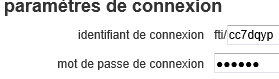 paramètres de connexion
identifiant de connexion fti/cc7dqyp
mot de passe de connexion ••••••